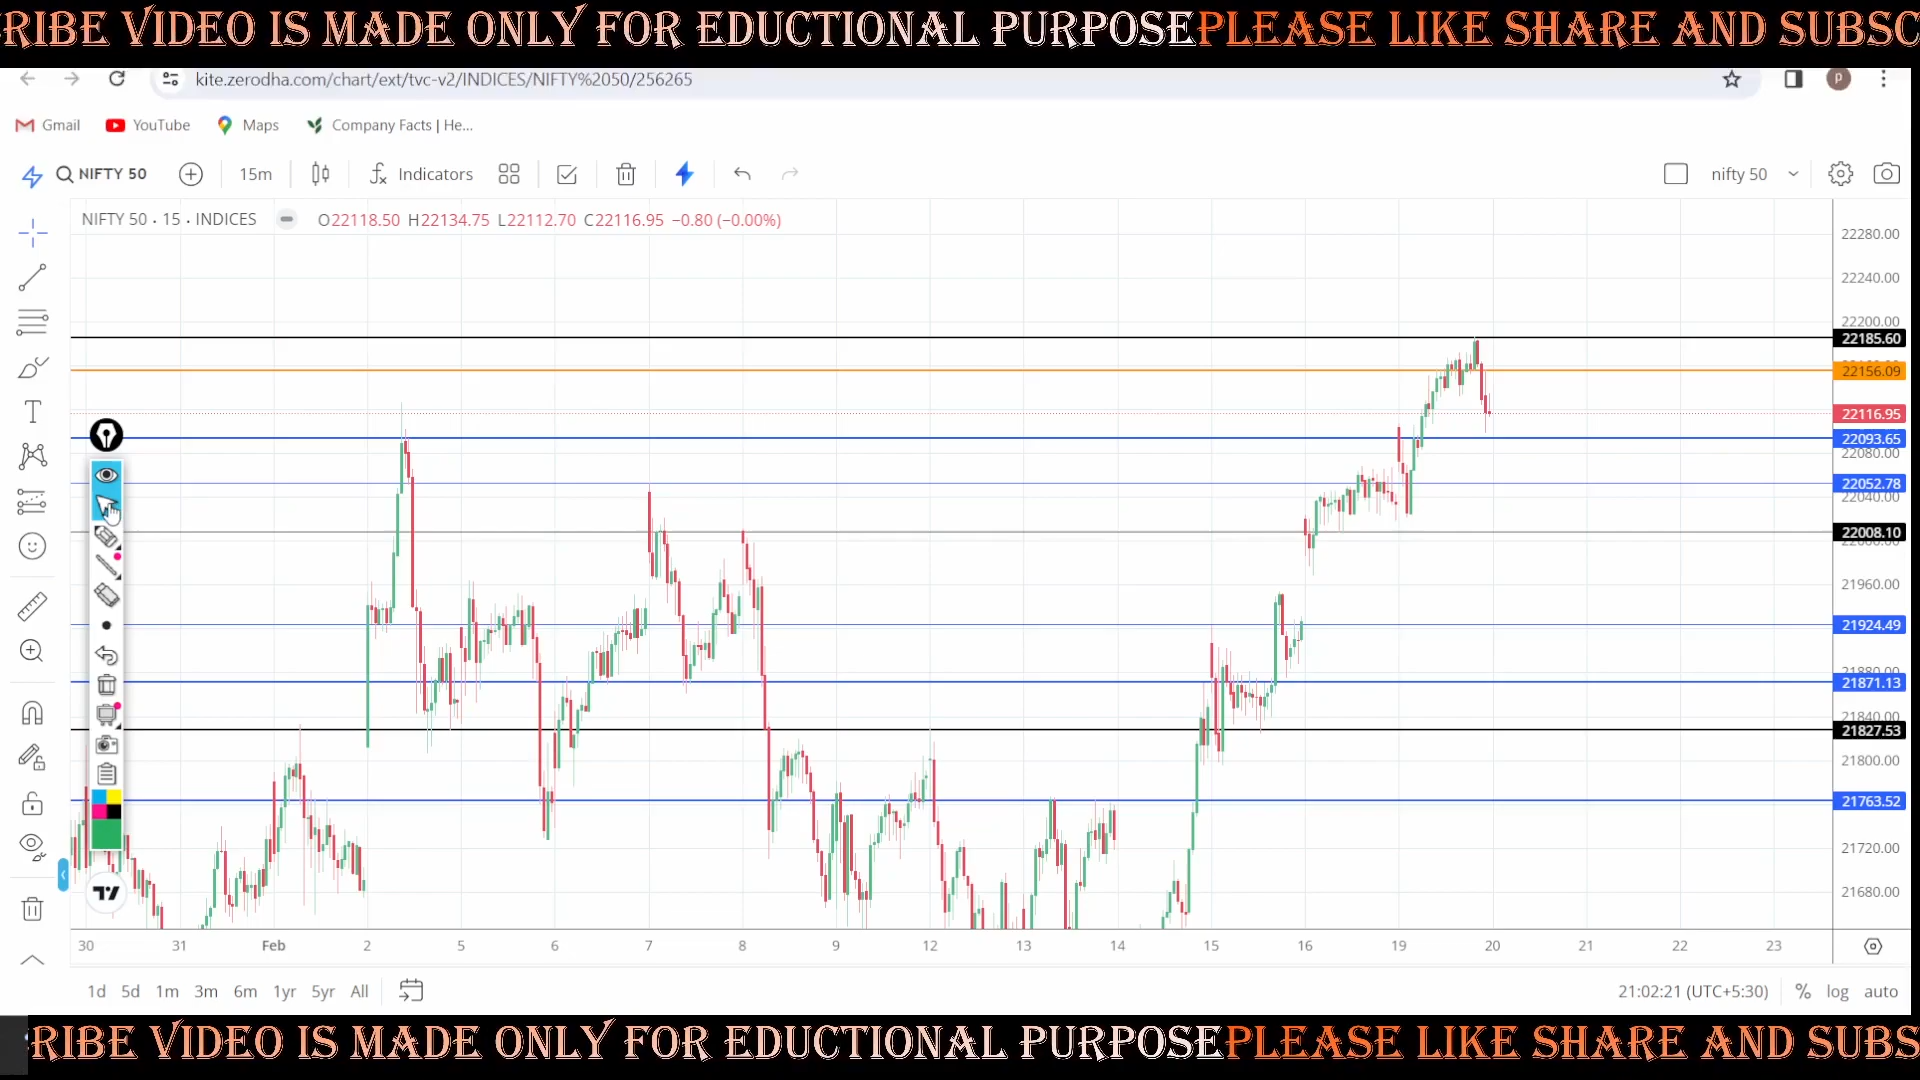 RIBE VIDEO IS MADE ONLY FOR EDUCTIONAL PURPOSEPLEASE LIKE SHARE AND SUBSC
kite.zerodha.com/chart/ext/tvc-v2/INDICES/NIFTY%2050/256265
P
Gmail YouTube Maps Company Facts | He...
NIFTY 50 15m Indicators nifty 50
NIFTY 50 · 15 · INDICES O22118.50 H22134.75 L22112.70 C22116.95 −0.80 (−0.00%)
22280.00
22240.00
22200.00
22185.60
22156.09
22116.95
22093.65
22080.00
22052.78
22040.00
22008.10
21960.00
21924.49
21880.00
21871.13
21840.00
21827.53
21800.00
21763.52
21720.00
21680.00
30 31 Feb 2 5 6 7 8 9 12 13 14 15 16 19 20 21 22 23
1d 5d 1m 3m 6m 1yr 5yr All 21:02:21 (UTC+5:30) % log auto
RIBE VIDEO IS MADE ONLY FOR EDUCTIONAL PURPOSEPLEASE LIKE SHARE AND SUBS